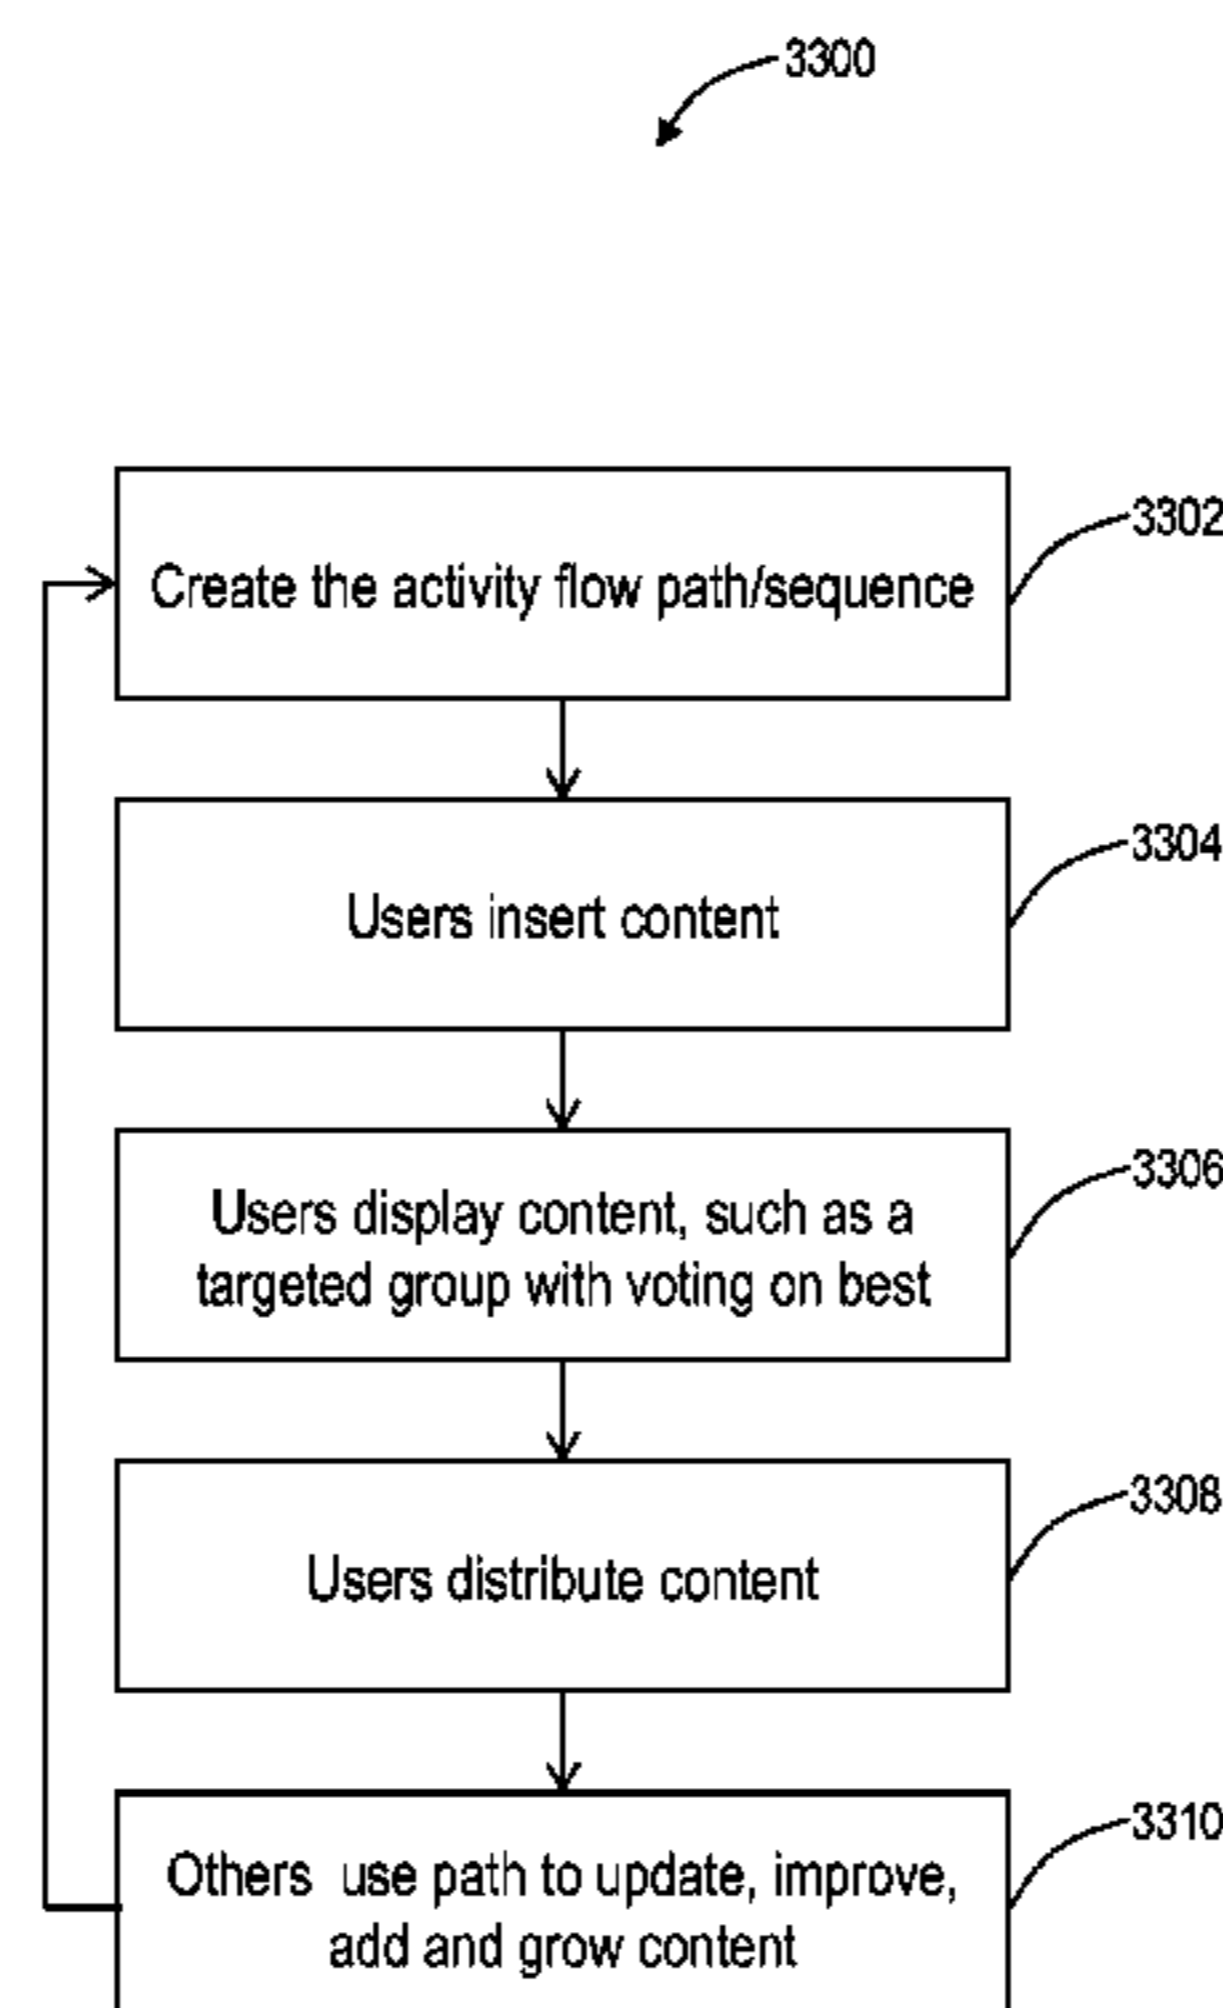 3300
3302
Create the activity flow path/sequence
3304
Users insert content
3306
Users display content, such as a
targeted group with voting on best
3308
Users distribute content
3310
Others use path to update, improve,
add and grow content